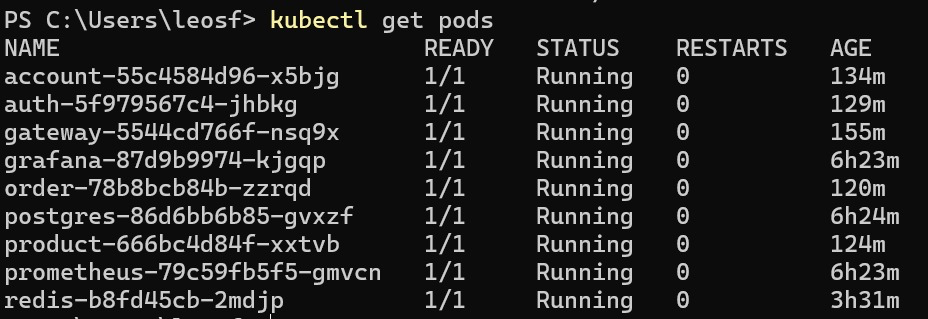 PS C:\Users\leosf> kubectl get pods
NAME READY STATUS RESTARTS AGE
account-55c4584d96-x5bjg 1/1 Running 0 134m
auth-5f979567c4-jhbkg 1/1 Running 0 129m
gateway-5544cd766f-nsq9x 1/1 Running 0 155m
grafana-87d9b9974-kjgqp 1/1 Running 0 6h23m
order-78b8bcb84b-zzrqd 1/1 Running 0 120m
postgres-86d6bb6b85-gvxzf 1/1 Running 0 6h24m
product-666bc4d84f-xxtvb 1/1 Running 0 124m
prometheus-79c59fb5f5-gmvcn 1/1 Running 0 6h23m
redis-b8fd45cb-2mdjp 1/1 Running 0 3h31m